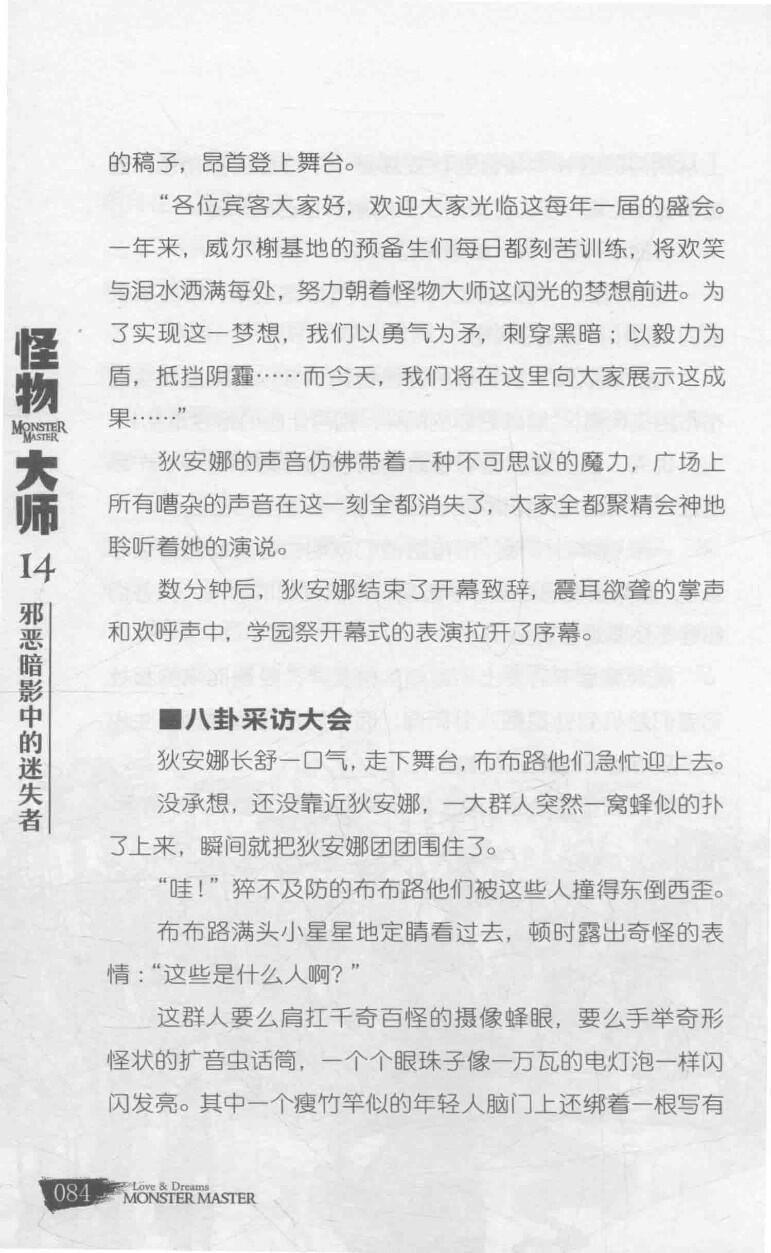 的稿子，昂首登上舞台。
“各位宾客大家好，欢迎大家光临这每年一届的盛会。
一年来，威尔榭基地的预备生们每日都刻苦训练，将欢笑
与泪水洒满每处，努力朝着怪物大师这闪光的梦想前进。为
了实现这一梦想，我们以勇气为矛，刺穿黑暗；以毅力为
盾，抵挡阴霾……而今天，我们将在这里向大家展示这成
果……”
狄安娜的声音仿佛带着一种不可思议的魔力，广场上
所有嘈杂的声音在这一刻全都消失了，大家全都聚精会神地
聆听着她的演说。
数分钟后，狄安娜结束了开幕致辞，震耳欲聋的掌声
和欢呼声中，学园祭开幕式的表演拉开了序幕。
■八卦采访大会
狄安娜长舒一口气，走下舞台，布布路他们急忙迎上去。
没承想，还没靠近狄安娜，一大群人突然一窝蜂似的扑
了上来，瞬间就把狄安娜团团围住了。
“哇！”猝不及防的布布路他们被这些人撞得东倒西歪。
布布路满头小星星地定睛看过去，顿时露出奇怪的表
情：“这些是什么人啊？”
这群人要么肩扛千奇百怪的摄像蜂眼，要么手举奇形
怪状的扩音虫话筒，一个个眼珠子像一万瓦的电灯泡一样闪
闪发亮。其中一个瘦竹竿似的年轻人脑门上还绑着一根写有
怪物
MONSTER
MASTER
大师
14
邪恶暗影中的迷失者
084
Love & Dreams
MONSTER MASTER